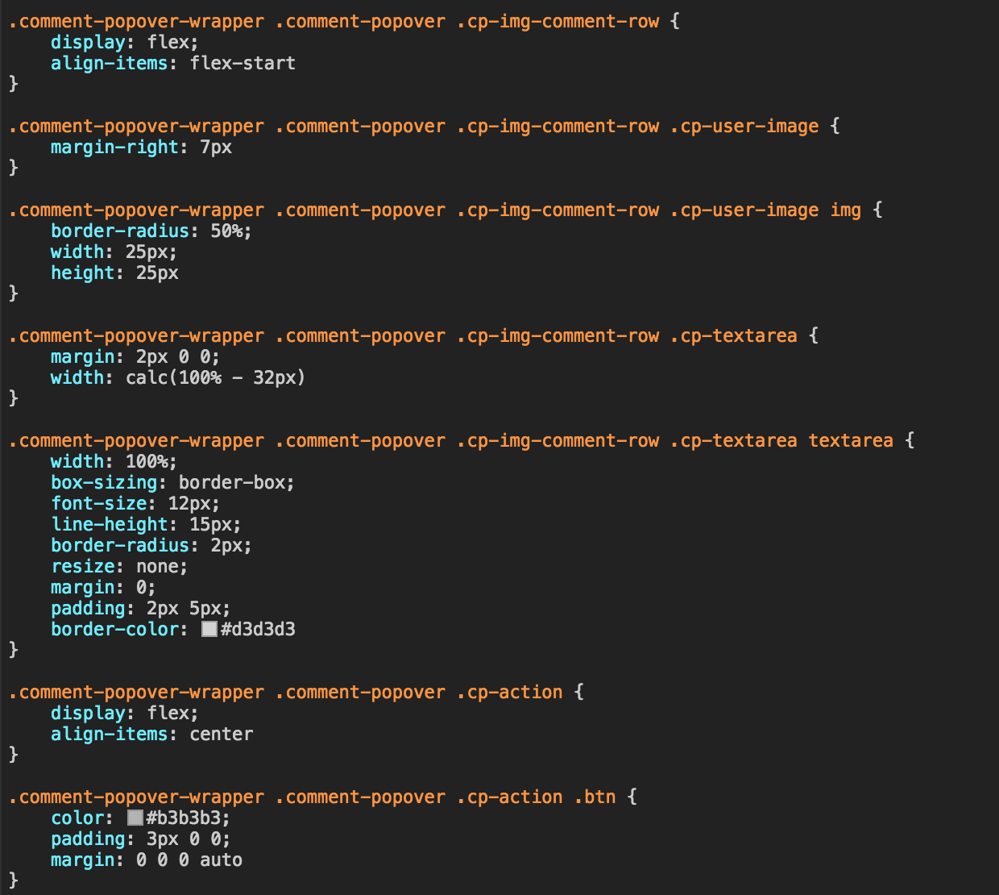 .comment-popover-wrapper .comment-popover .cp-img-comment-row {
    display: flex;
    align-items: flex-start
}

.comment-popover-wrapper .comment-popover .cp-img-comment-row .cp-user-image {
    margin-right: 7px
}

.comment-popover-wrapper .comment-popover .cp-img-comment-row .cp-user-image img {
    border-radius: 50%;
    width: 25px;
    height: 25px
}

.comment-popover-wrapper .comment-popover .cp-img-comment-row .cp-textarea {
    margin: 2px 0 0;
    width: calc(100% - 32px)
}

.comment-popover-wrapper .comment-popover .cp-img-comment-row .cp-textarea textarea {
    width: 100%;
    box-sizing: border-box;
    font-size: 12px;
    line-height: 15px;
    border-radius: 2px;
    resize: none;
    margin: 0;
    padding: 2px 5px;
    border-color: #d3d3d3
}

.comment-popover-wrapper .comment-popover .cp-action {
    display: flex;
    align-items: center
}

.comment-popover-wrapper .comment-popover .cp-action .btn {
    color: #b3b3b3;
    padding: 3px 0 0;
    margin: 0 0 0 auto
}